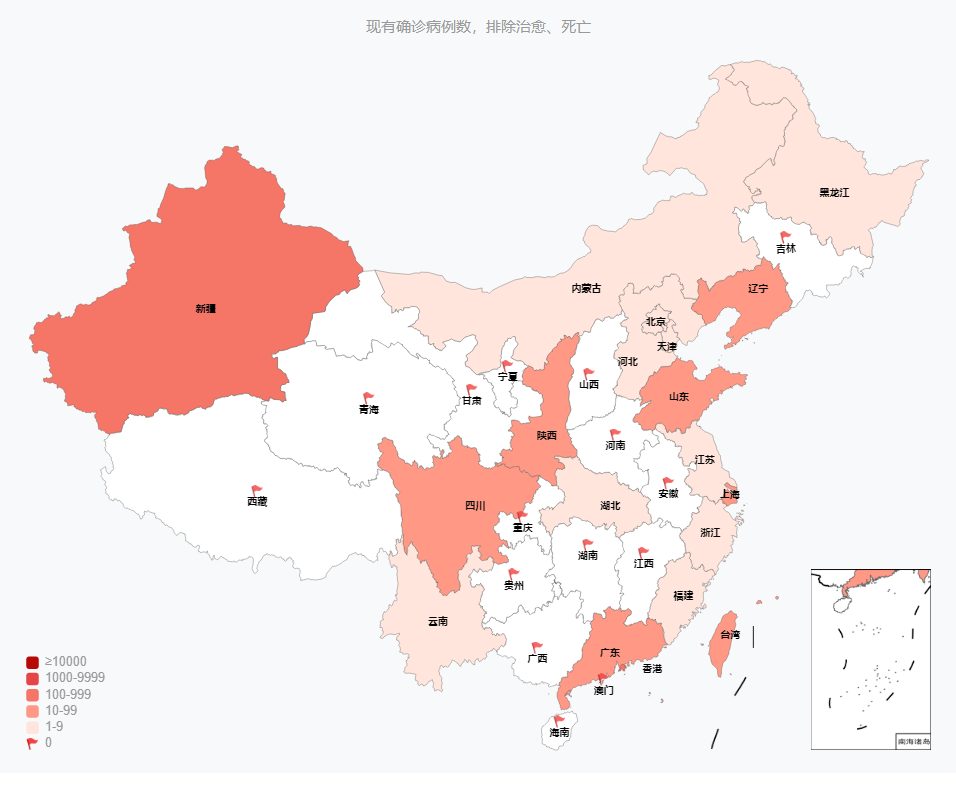 现有确诊病例数，排除治愈、死亡
黑龙江
吉林
辽宁
内蒙古
新疆
北京
天津
河北
宁夏
山西
甘肃
青海
山东
陕西
河南
江苏
上海
安徽
西藏
四川
湖北
重庆
浙江
湖南
江西
贵州
福建
云南
台湾
广西
广东
香港
澳门
海南
南海诸岛
≥10000
1000-9999
100-999
10-99
1-9
0